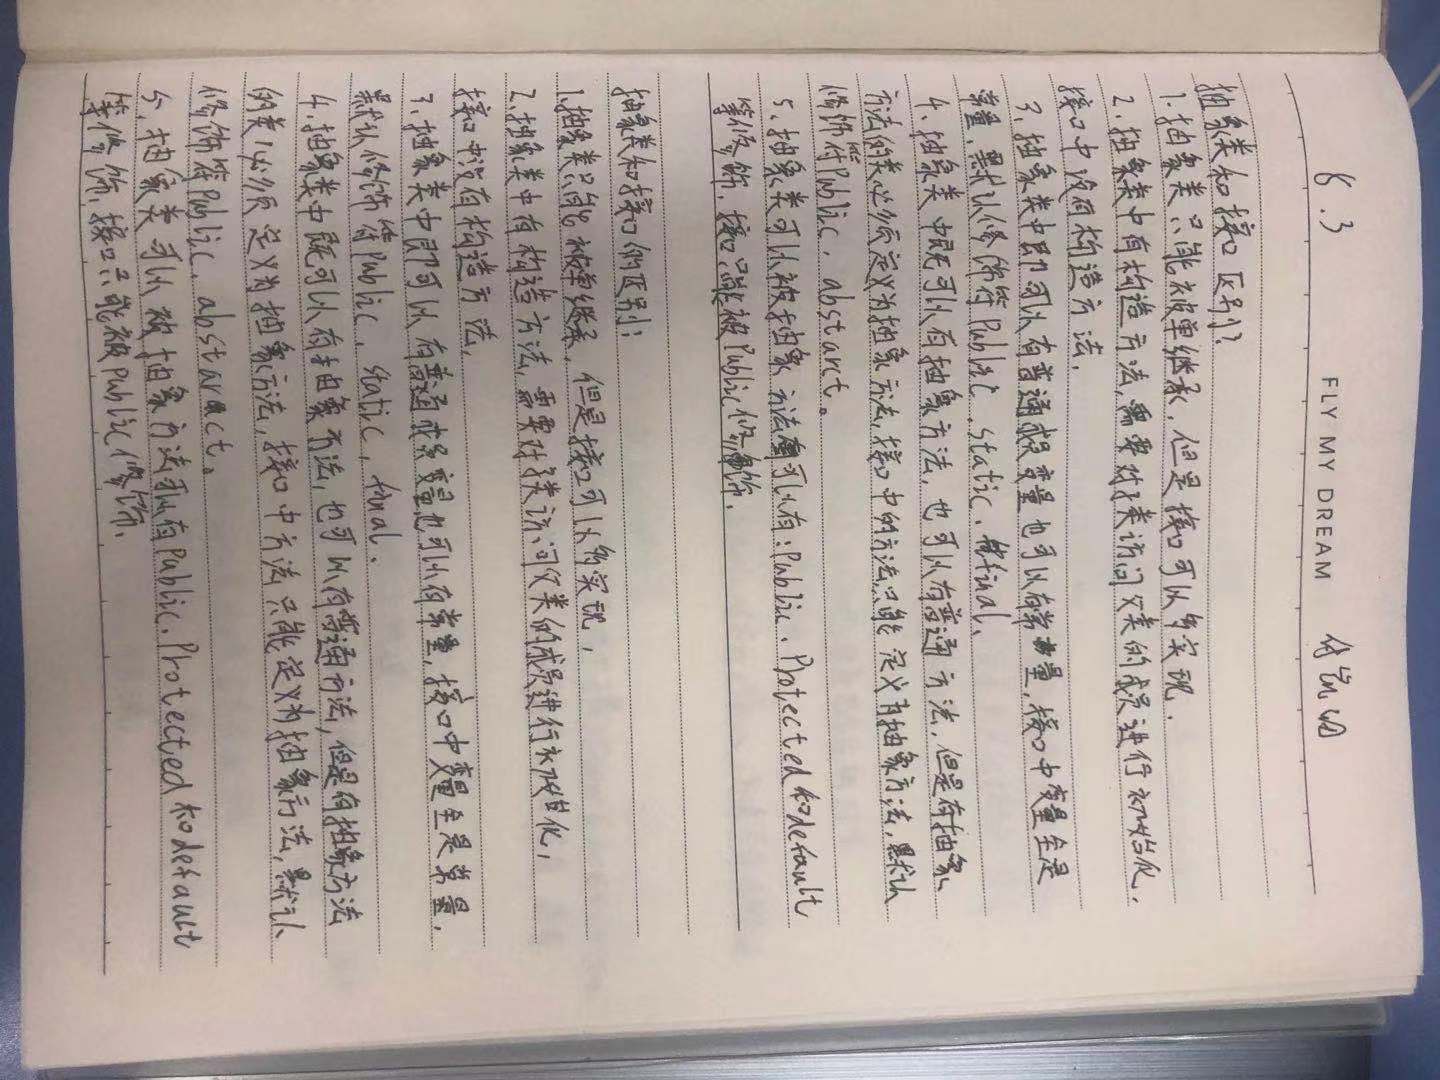 8.3 FLY MY DREAM
抽象类和接口区别?
1.抽象类只能被单继承,但是接口可以多实现.
2.抽象类中有构造方法,需要对子类访问父类的成员进行初始化.
接口中没有构造方法.
3.抽象类中即可以有普通成员变量也可以有常量,接口中变量全是
常量,默认修饰符Public.static.final.
4.抽象类中既可以有抽象方法,也可以有普通方法,但是有抽象
方法的类必须定义为抽象方法,接口中的方法只能定义为抽象方法,默认
修饰符Public,abstarct。
5.抽象类可以被抽象方法可以有:Public.Protected和default
等修饰,接口只能被Public修饰.
抽象类和接口的区别:
1.抽象类只能被单继承,但是接口可以多实现,
2.抽象类中有构造方法,需要对子类访问父类的成员进行初始化,
接口中没有构造方法,
3.抽象类中即可以有普通成员变量也可以有常量,接口中变量全是常量,
默认修饰符Public,static,final.
4.抽象类中既可以有抽象方法,也可以有普通方法,但是有抽象方法
的类必须定义为抽象方法,接口中方法只能定义为抽象方法,默认
修饰符Public,abstaract。
5.抽象类可以被抽象方法可以有Public.Protected和default
等修饰,接口只能被Public修饰.